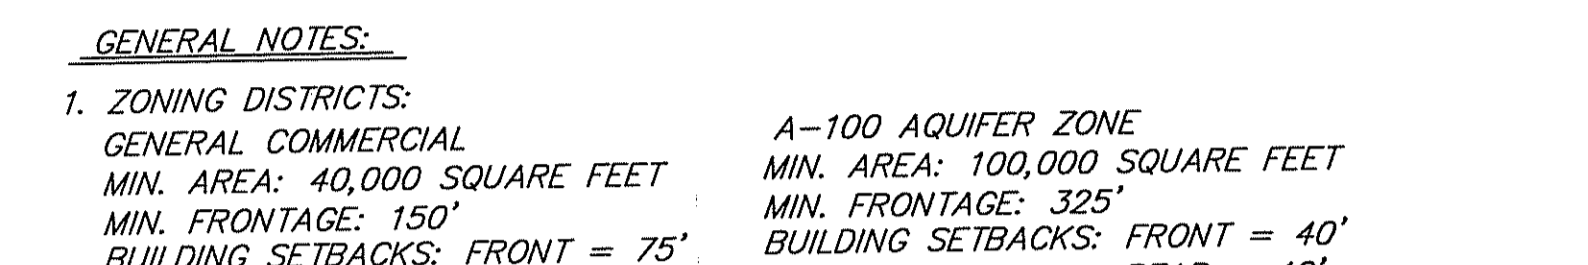 GENERAL NOTES:
1. ZONING DISTRICTS:
GENERAL COMMERCIAL
MIN. AREA: 40,000 SQUARE FEET
MIN. FRONTAGE: 150'
BUILDING SETBACKS: FRONT = 75'
A-100 AQUIFER ZONE
MIN. AREA: 100,000 SQUARE FEET
MIN. FRONTAGE: 325'
BUILDING SETBACKS: FRONT = 40'